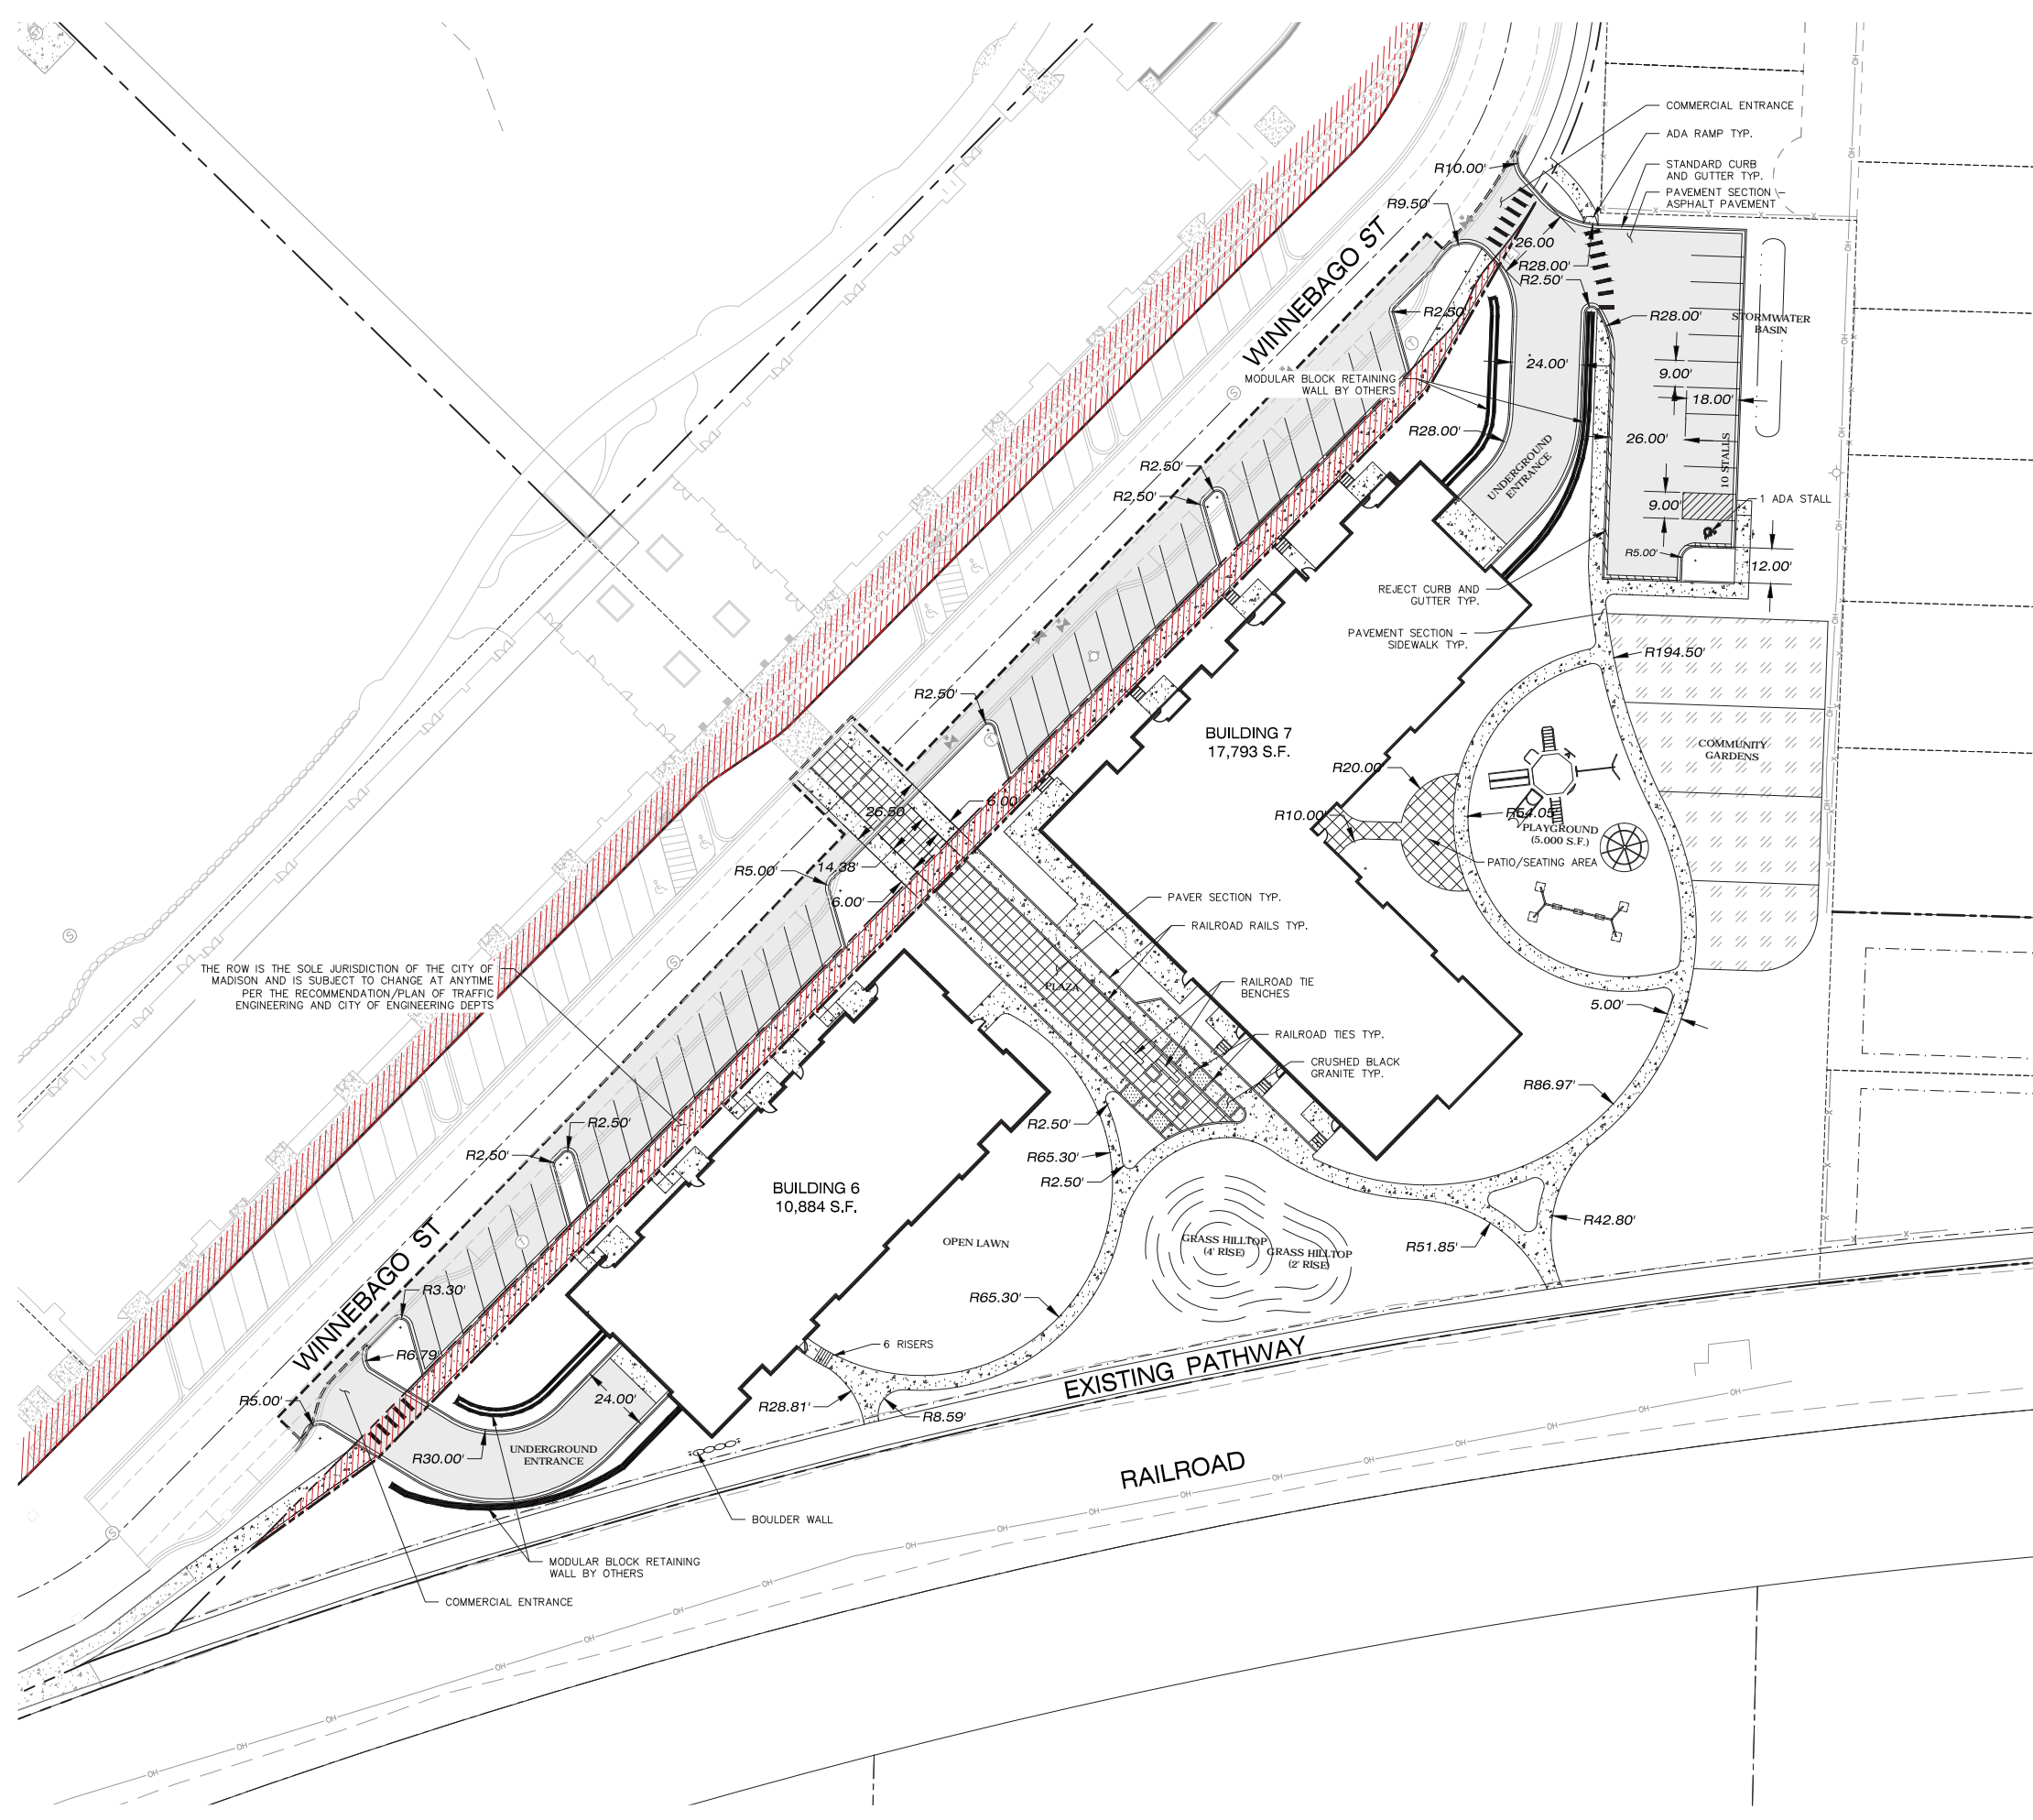 COMMERCIAL ENTRANCE
ADA RAMP TYP.
STANDARD CURB
AND GUTTER TYP.
PAVEMENT SECTION –
ASPHALT PAVEMENT
R10.00'
R9.50'
WINNEBAGO ST
26.00
R28.00'
R2.50'
R2.50'
R28.00'
STORMWATER
BASIN
24.00'
9.00'
18.00'
MODULAR BLOCK RETAINING
WALL BY OTHERS
R28.00'
26.00'
UNDERGROUND
ENTRANCE
10 STALLS
R2.50'
R2.50'
9.00'
1 ADA STALL
R5.00'
12.00'
REJECT CURB AND
GUTTER TYP.
PAVEMENT SECTION –
SIDEWALK TYP.
R194.50'
R2.50'
BUILDING 7
17,793 S.F.
COMMUNITY
GARDENS
R20.00'
R10.00'
R54.05'
PLAYGROUND
(5,000 S.F.)
PATIO/SEATING AREA
26.50'
6.00'
14.38'
R5.00'
6.00'
PAVER SECTION TYP.
RAILROAD RAILS TYP.
THE ROW IS THE SOLE JURISDICTION OF THE CITY OF
MADISON AND IS SUBJECT TO CHANGE AT ANYTIME
PER THE RECOMMENDATION/PLAN OF TRAFFIC
ENGINEERING AND CITY OF ENGINEERING DEPTS
PLAZA
RAILROAD TIE
BENCHES
5.00'
RAILROAD TIES TYP.
CRUSHED BLACK
GRANITE TYP.
R86.97'
R2.50'
R2.50'
R2.50'
R65.30'
R2.50'
BUILDING 6
10,884 S.F.
R42.80'
R51.85'
OPEN LAWN
GRASS HILLTOP
(4' RISE)
GRASS HILLTOP
(2' RISE)
WINNEBAGO ST
R3.30'
R65.30'
R6.79'
6 RISERS
EXISTING PATHWAY
R5.00'
24.00'
R28.81'
R8.59'
R30.00'
UNDERGROUND
ENTRANCE
RAILROAD
BOULDER WALL
MODULAR BLOCK RETAINING
WALL BY OTHERS
COMMERCIAL ENTRANCE